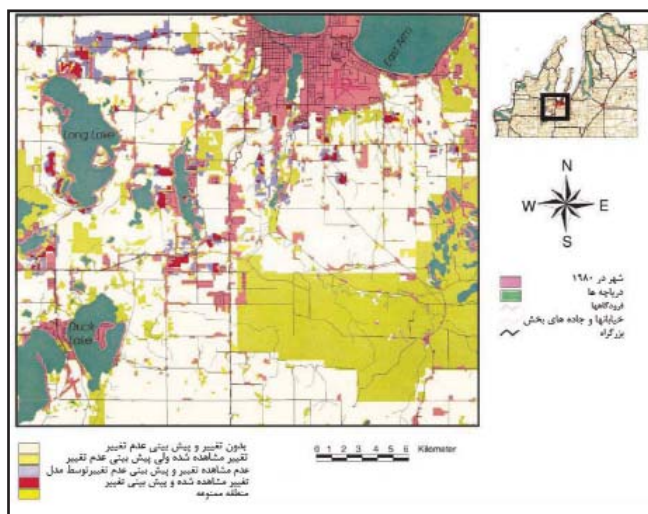 East Arm
Long Lake
Duck
Lake
N
W E
S
شهر در ۱۹۸۰
دریاچه ها
فرودگاهها
خیابانها و جاده های بخش
بزرگراه
بدون تغییر و پیش بینی عدم تغییر
تغییر مشاهده شده ولی پیش بینی عدم تغییر
عدم مشاهده تغییر و پیش بینی عدم تغییرتوسط مدل
تغییر مشاهده شده و پیش بینی تغییر
منطقه ممنوعه
0 1 2 3 4 5 6 Kilometer